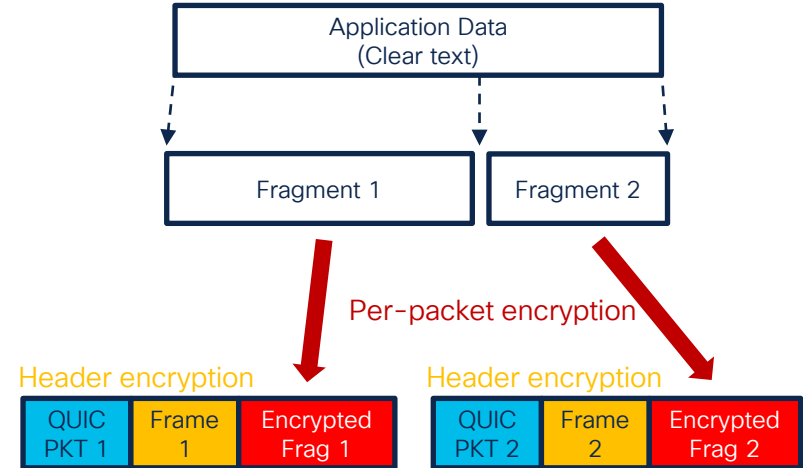 Application Data
(Clear text)
Fragment 1
Fragment 2
Per-packet encryption
Header encryption
Header encryption
QUIC
PKT 1
Frame
1
Encrypted
Frag 1
QUIC
PKT 2
Frame
2
Encrypted
Frag 2